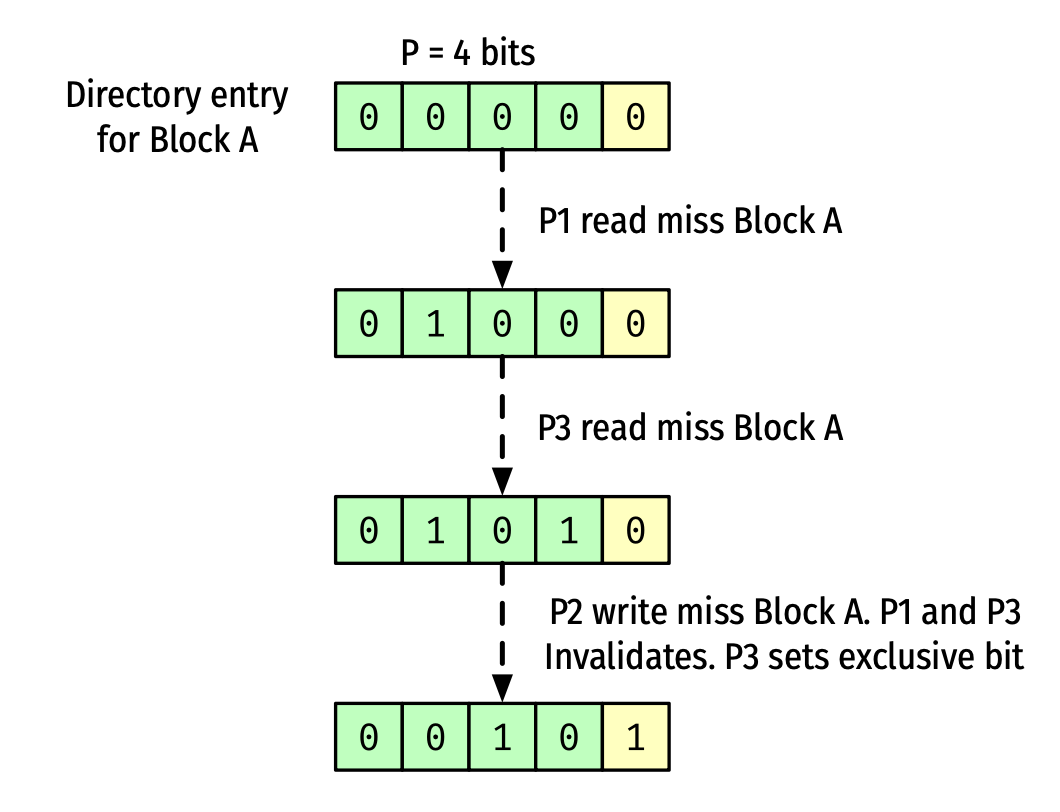 P = 4 bits
Directory entry
for Block A
0 0 0 0 0
P1 read miss Block A
0 1 0 0 0
P3 read miss Block A
0 1 0 1 0
P2 write miss Block A. P1 and P3
Invalidates. P3 sets exclusive bit
0 0 1 0 1